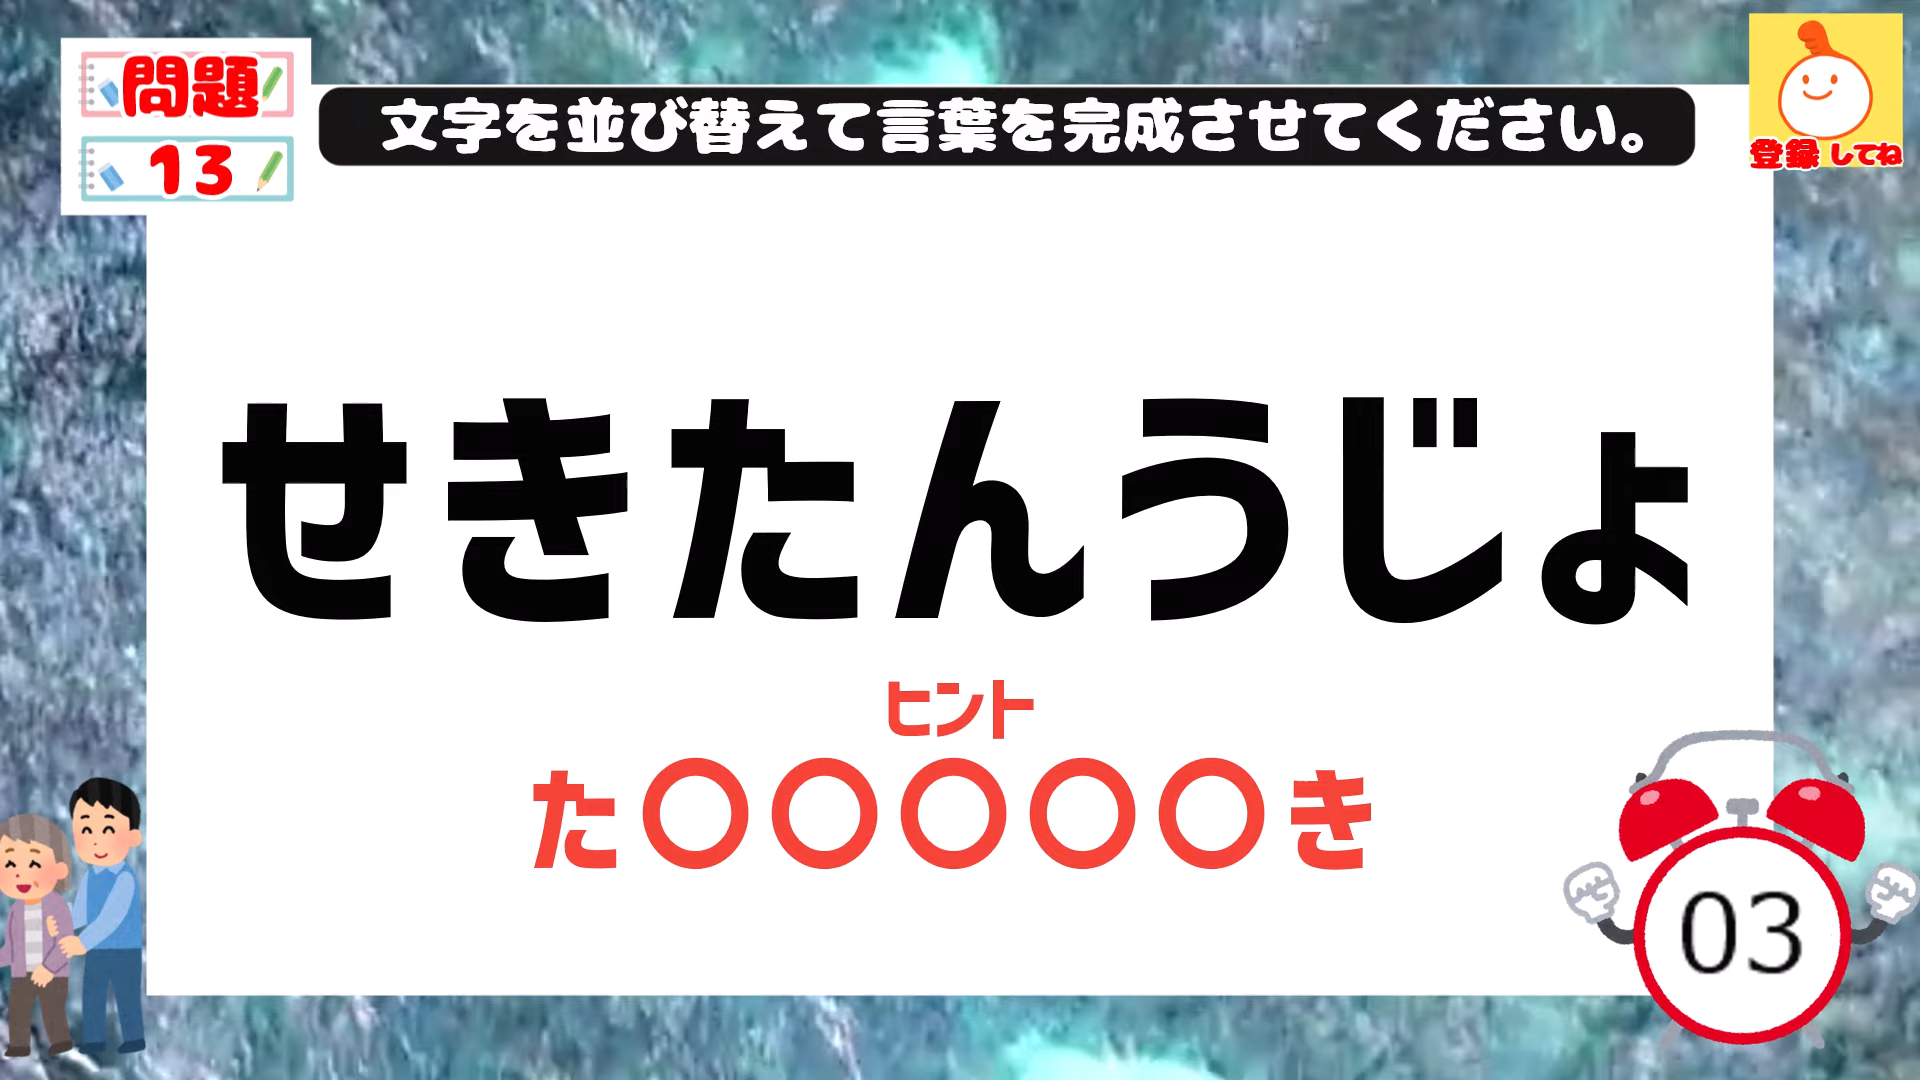 問題
13
文字を並び替えて言葉を完成させてください。
登録してね
せきたんうじょ
ヒント
た〇〇〇〇〇き
03